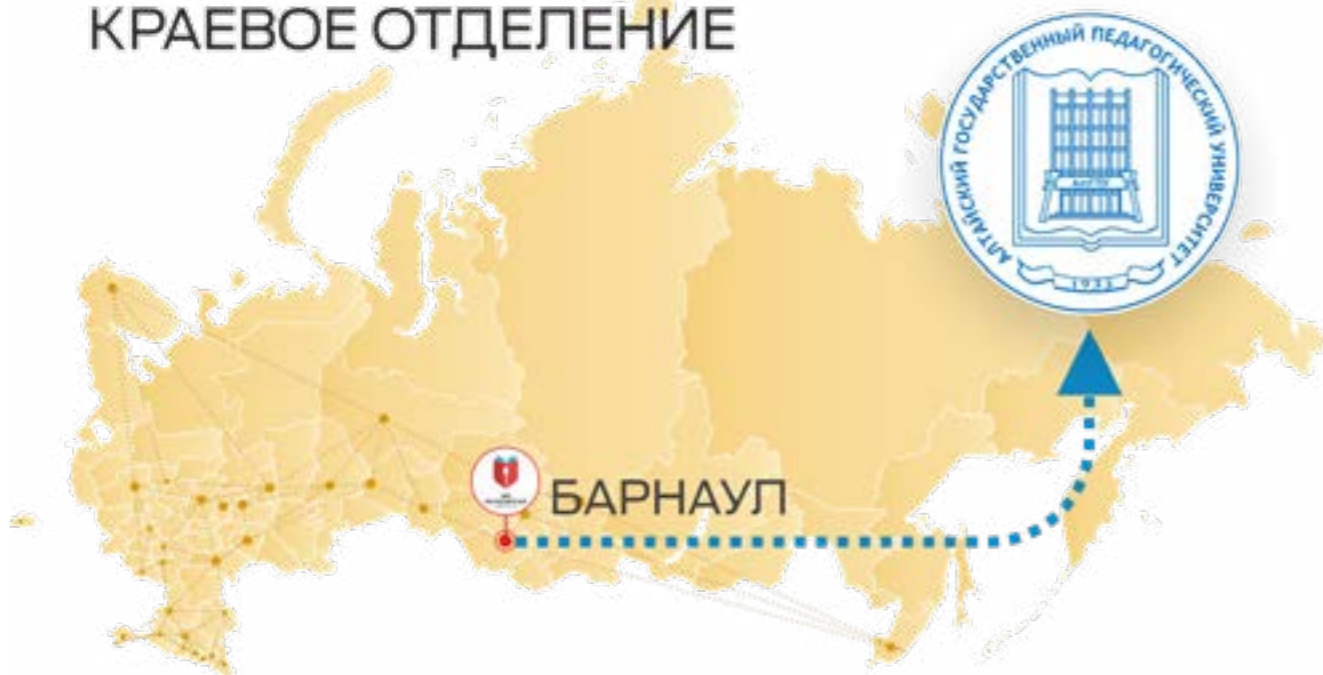 КРАЕВОЕ ОТДЕЛЕНИЕ
АЛТАЙСКИЙ ГОСУДАРСТВЕННЫЙ ПЕДАГОГИЧЕСКИЙ УНИВЕРСИТЕТ
БАРНАУЛ